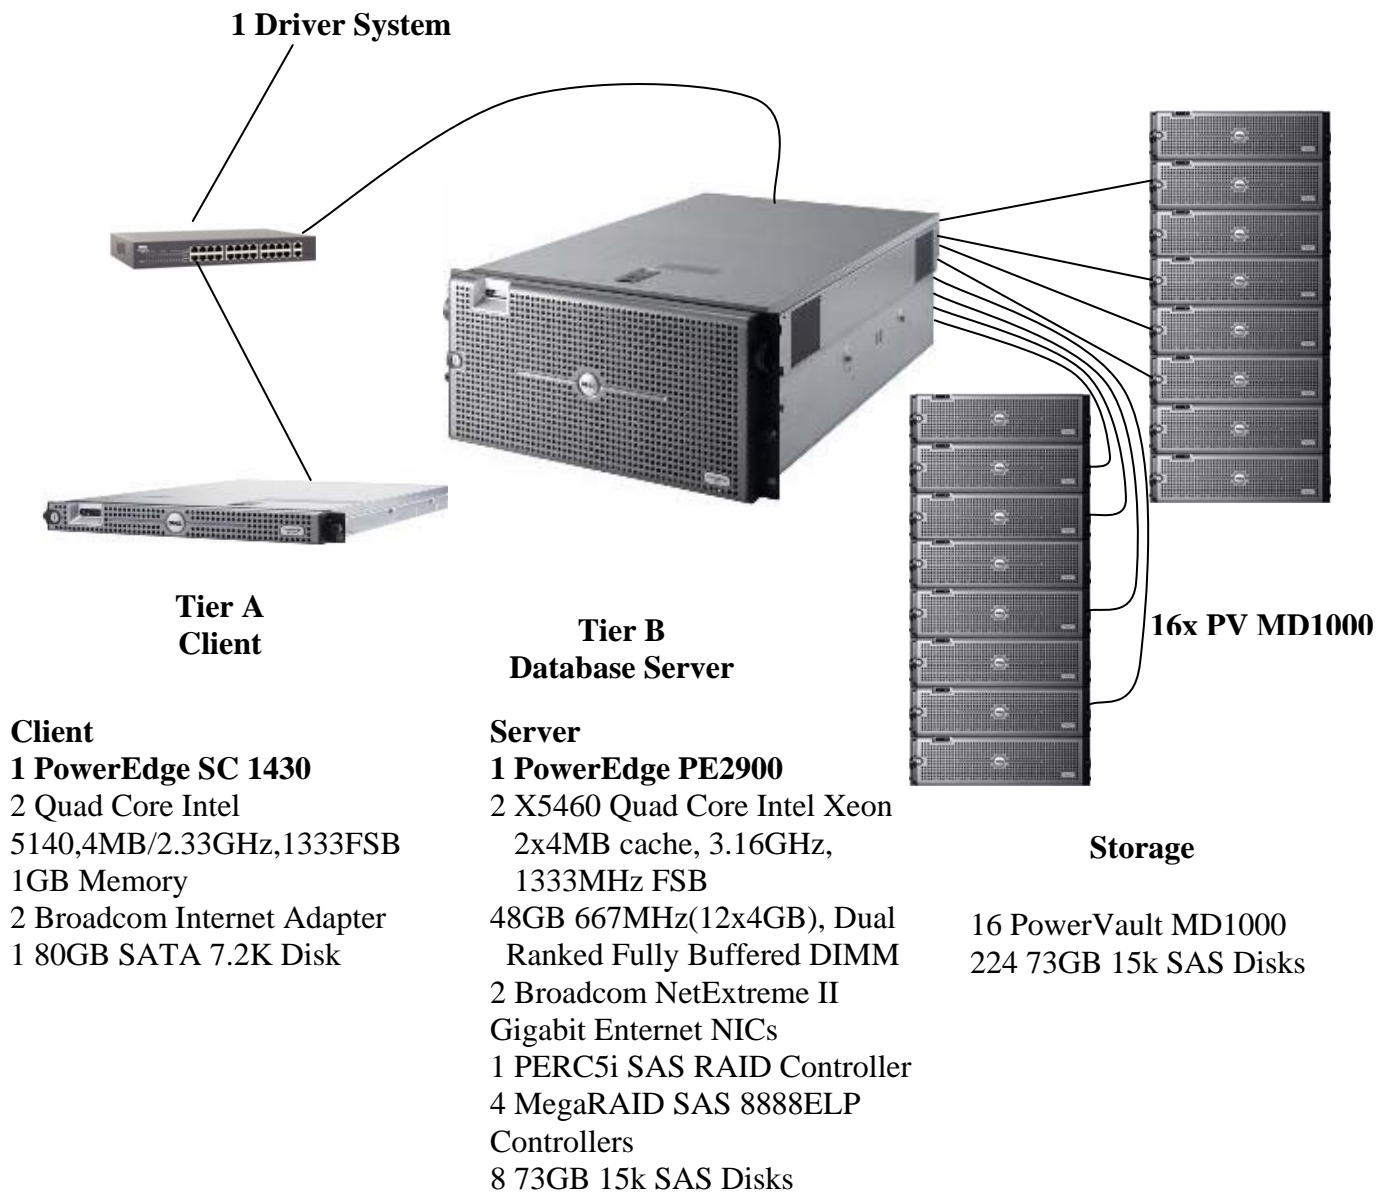 1 Driver System
Tier A
Client
Tier B
Database Server
16x PV MD1000
Client
1 PowerEdge SC 1430
2 Quad Core Intel
5140,4MB/2.33GHz,1333FSB
1GB Memory
2 Broadcom Internet Adapter
1 80GB SATA 7.2K Disk
Server
1 PowerEdge PE2900
2 X5460 Quad Core Intel Xeon
2x4MB cache, 3.16GHz,
1333MHz FSB
48GB 667MHz(12x4GB), Dual
Ranked Fully Buffered DIMM
2 Broadcom NetExtreme II
Gigabit Enternet NICs
1 PERC5i SAS RAID Controller
4 MegaRAID SAS 8888ELP
Controllers
8 73GB 15k SAS Disks
Storage
16 PowerVault MD1000
224 73GB 15k SAS Disks